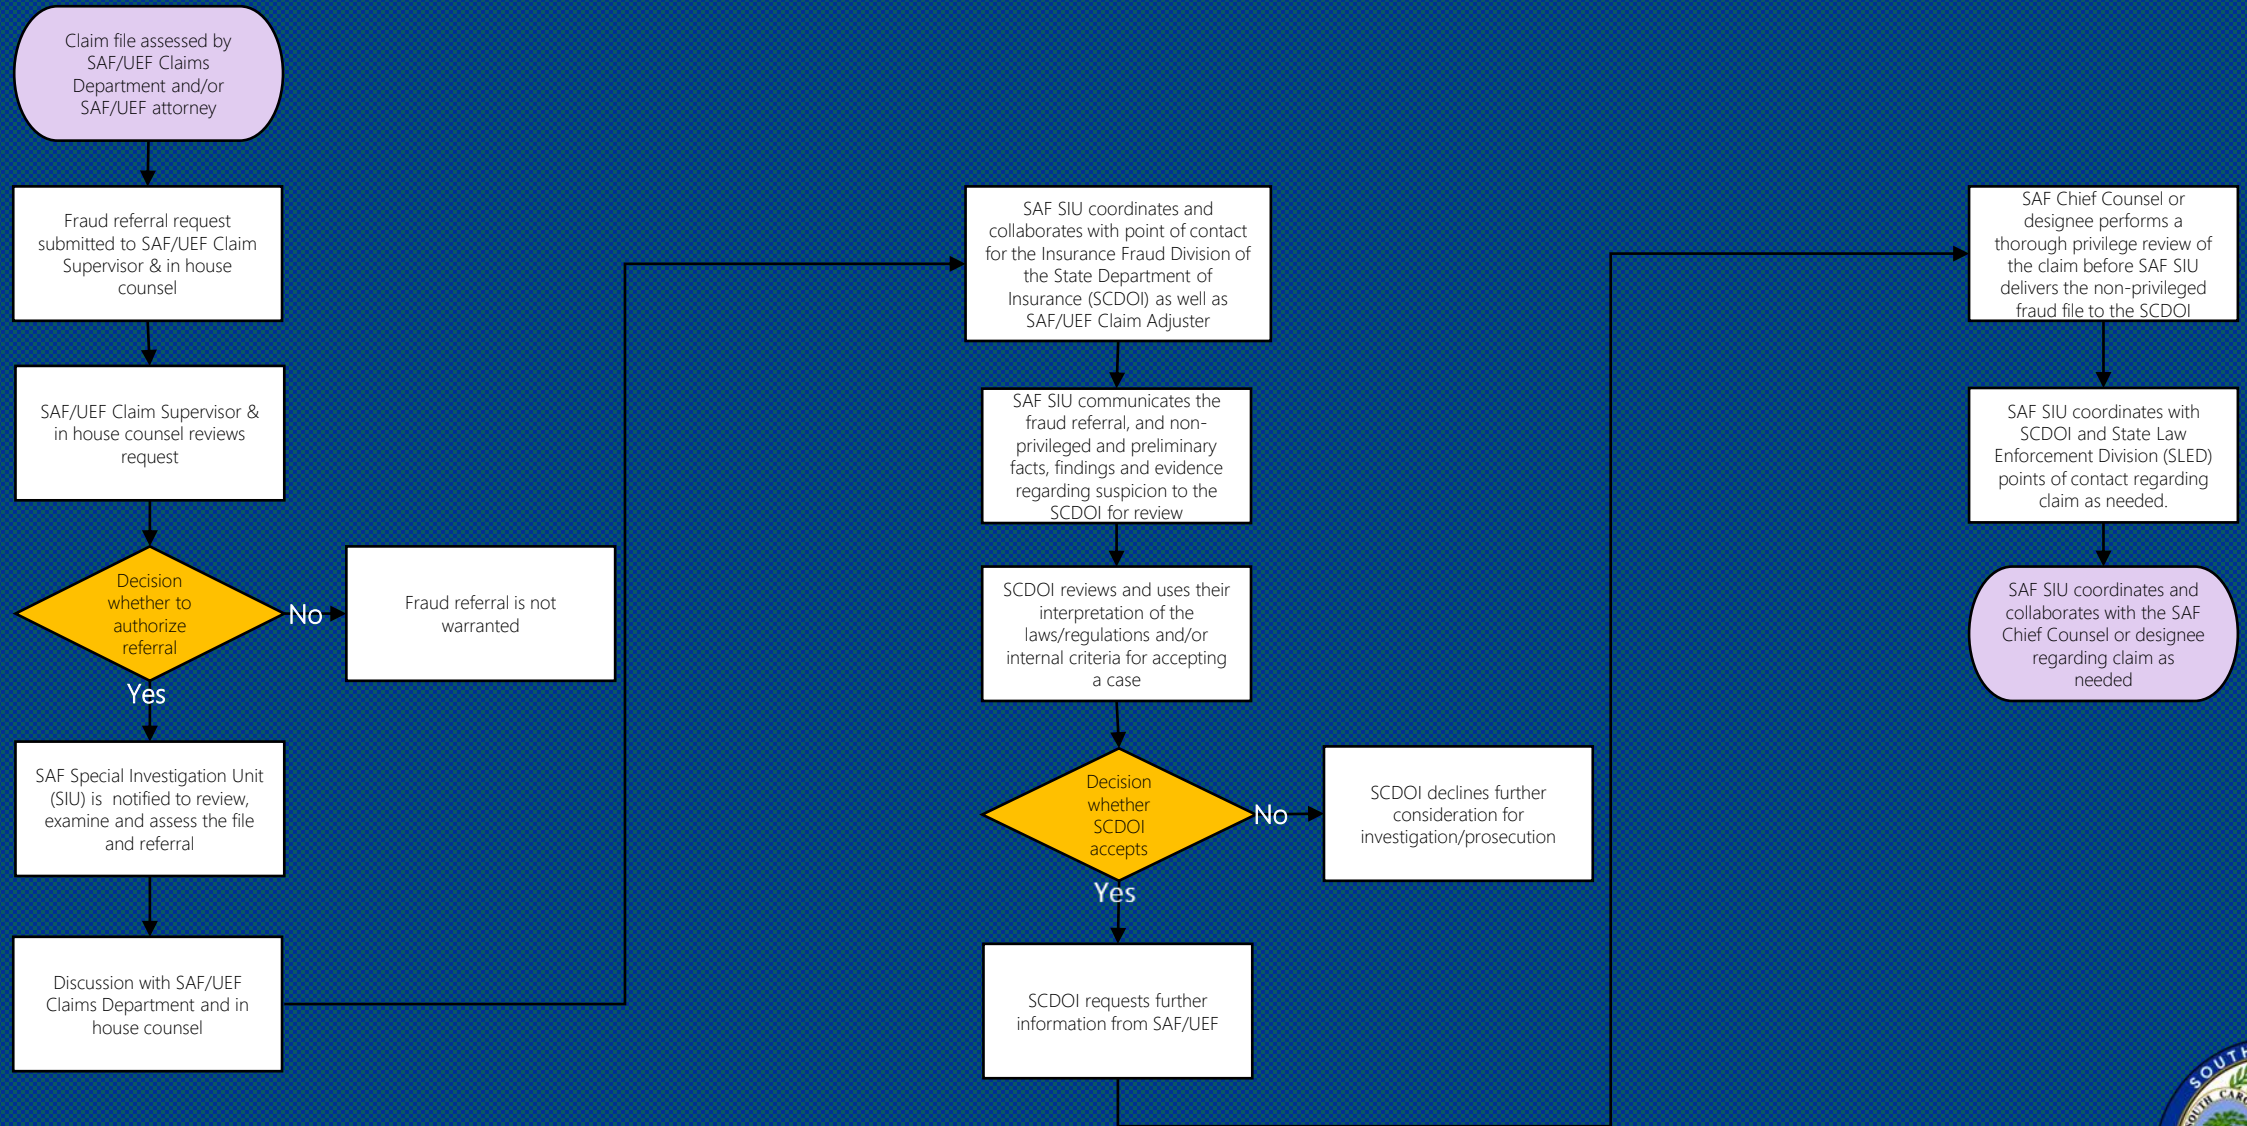 Claim file assessed by
SAF/UEF Claims
Department and/or
SAF/UEF attorney
Fraud referral request
submitted to SAF/UEF Claim
Supervisor & in house
counsel
SAF/UEF Claim Supervisor &
in house counsel reviews
request
Decision
whether to
authorize
referral
No
Fraud referral is not
warranted
Yes
SAF Special Investigation Unit
(SIU) is notified to review,
examine and assess the file
and referral
Discussion with SAF/UEF
Claims Department and in
house counsel
SAF SIU coordinates and
collaborates with point of contact
for the Insurance Fraud Division of
the State Department of
Insurance (SCDOI) as well as
SAF/UEF Claim Adjuster
SAF SIU communicates the
fraud referral, and non-
privileged and preliminary
facts, findings and evidence
regarding suspicion to the
SCDOI for review
SCDOI reviews and uses their
interpretation of the
laws/regulations and/or
internal criteria for accepting
a case
Decision
whether
SCDOI
accepts
No
SCDOI declines further
consideration for
investigation/prosecution
Yes
SCDOI requests further
information from SAF/UEF
SAF Chief Counsel or
designee performs a
thorough privilege review of
the claim before SAF SIU
delivers the non-privileged
fraud file to the SCDOI
SAF SIU coordinates with
SCDOI and State Law
Enforcement Division (SLED)
points of contact regarding
claim as needed.
SAF SIU coordinates and
collaborates with the SAF
Chief Counsel or designee
regarding claim as
needed
SOUTH
SOUTH CARO